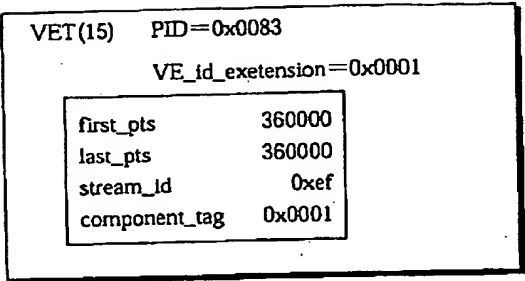 VET(15) PID=0x0083
VE_id_exetension=0x0001
first_pts 360000
last_pts 360000
stream_id 0xef
component_tag 0x0001